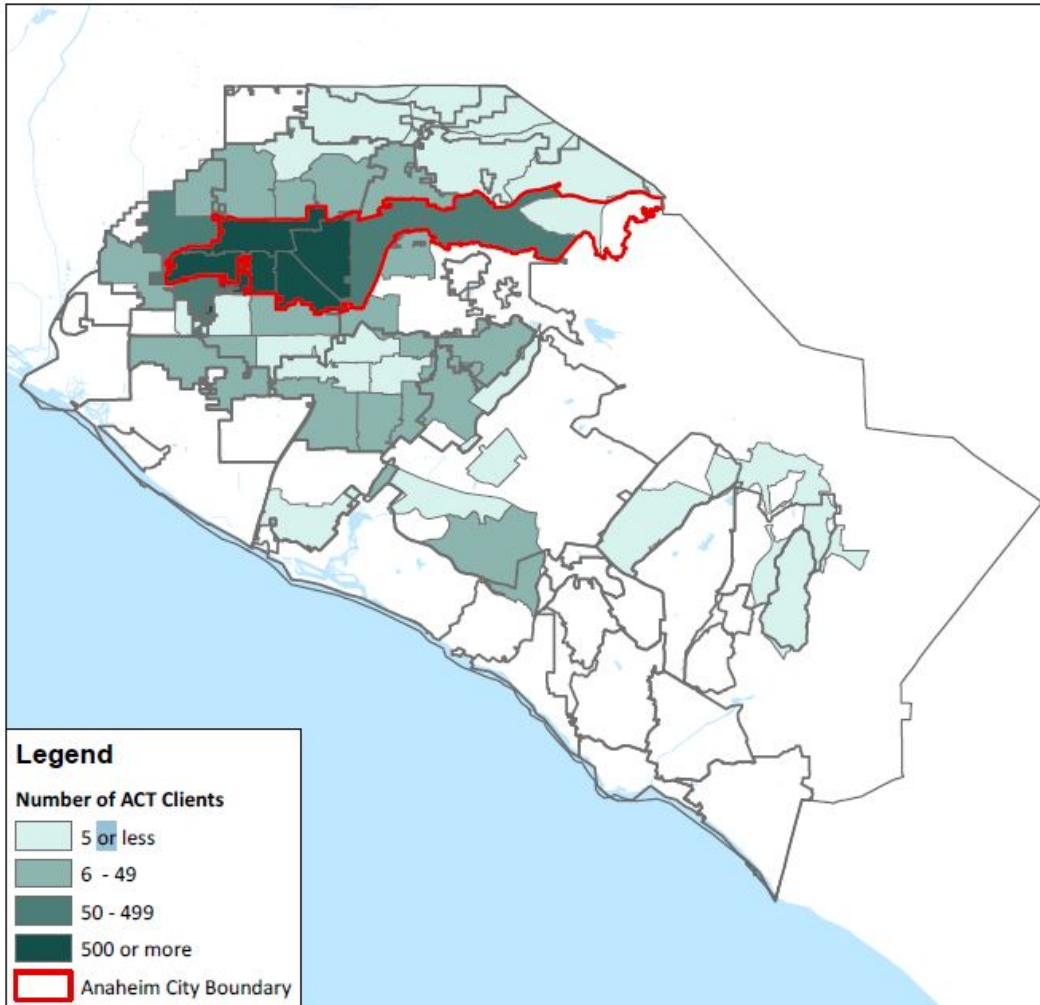 Legend
Number of ACT Clients
5 or less
6 - 49
50 - 499
500 or more
Anaheim City Boundary